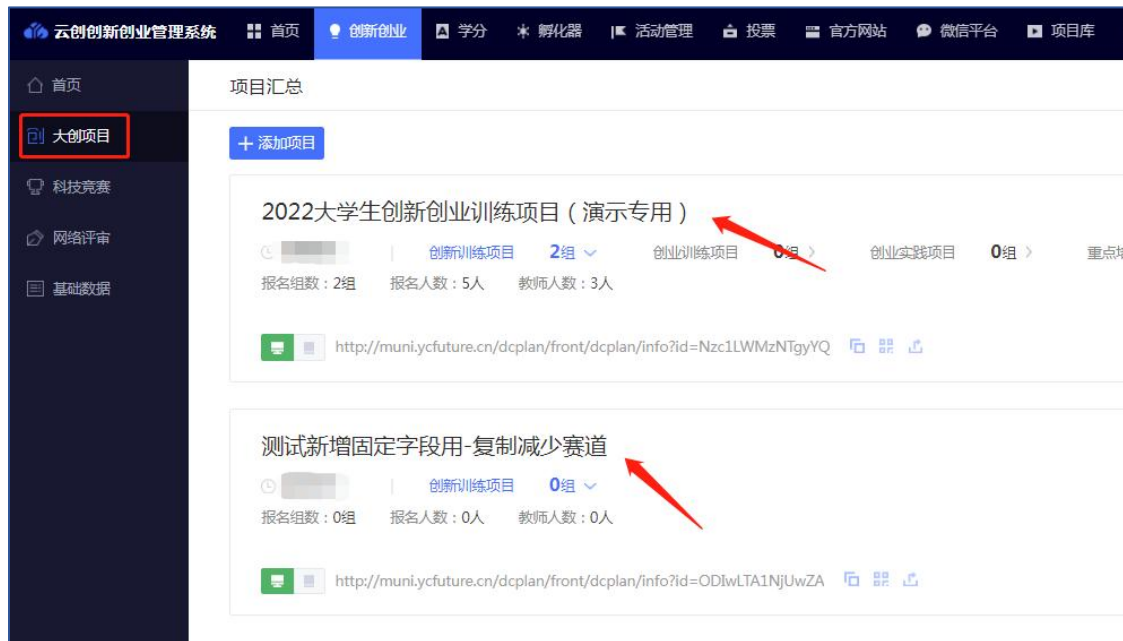 云创创新创业管理系统 首页 创新创业 学分 孵化器 活动管理 投票 官方网站 微信平台 项目库
首页
项目汇总
大创项目
+ 添加项目
科技竞赛
2022大学生创新创业训练项目（演示专用）
网络评审
创新训练项目 2组 创业训练项目 0组 创业实践项目 0组
报名组数：2组 报名人数：5人 教师人数：3人
基础数据
http://muni.ycfuture.cn/dcplan/front/dcplan/info?id=Nzc1LWMzNTgyYQ
测试新增固定字段用-复制减少赛道
创新训练项目 0组
报名组数：0组 报名人数：0人 教师人数：0人
http://muni.ycfuture.cn/dcplan/front/dcplan/info?id=ODIwLTA1NjUwZA